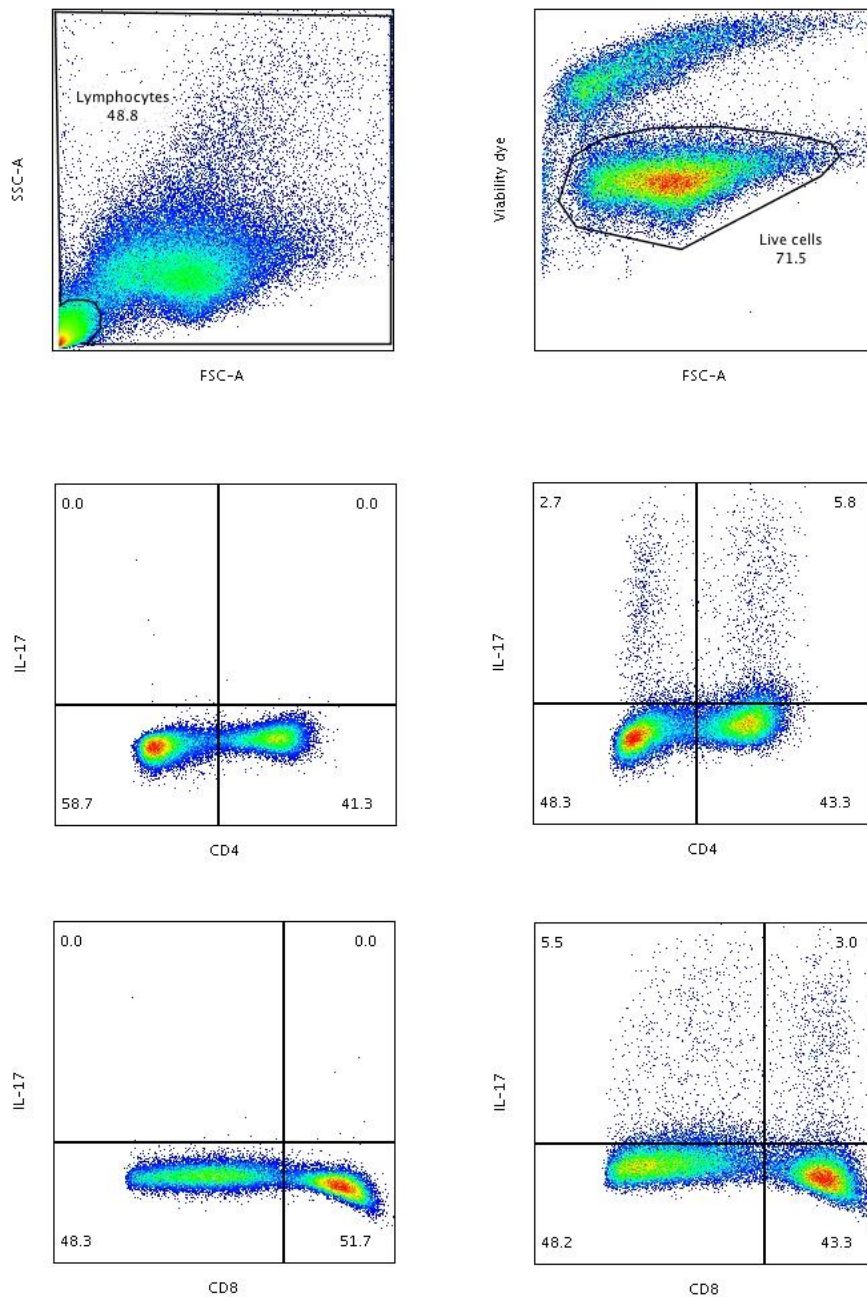 Lymphocytes
48.8
SSC-A
FSC-A
Viability dye
Live cells
71.5
FSC-A
0.0
0.0
IL-17
58.7
41.3
CD4
2.7
5.8
IL-17
48.3
43.3
CD4
0.0
0.0
IL-17
48.3
51.7
CD8
5.5
3.0
IL-17
48.2
43.3
CD8